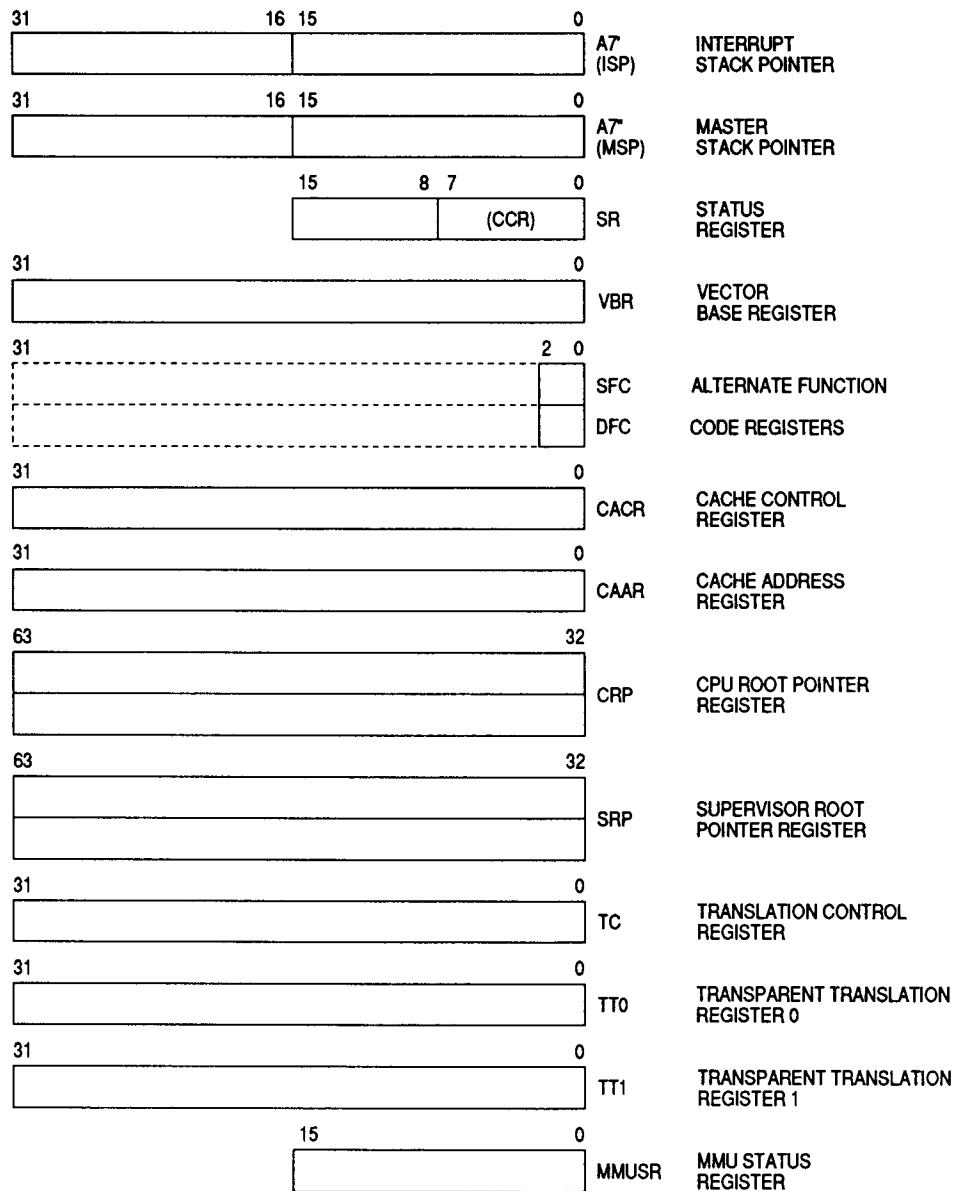 31 16 15 0
A7' INTERRUPT
(ISP) STACK POINTER
31 16 15 0
A7" MASTER
(MSP) STACK POINTER
15 8 7 0
(CCR) SR STATUS
REGISTER
31 0
VBR VECTOR
BASE REGISTER
31 2 0
SFC ALTERNATE FUNCTION
DFC CODE REGISTERS
31 0
CACR CACHE CONTROL
REGISTER
31 0
CAAR CACHE ADDRESS
REGISTER
63 32
CRP CPU ROOT POINTER
REGISTER
63 32
SRP SUPERVISOR ROOT
POINTER REGISTER
31 0
TC TRANSLATION CONTROL
REGISTER
31 0
TT0 TRANSPARENT TRANSLATION
REGISTER 0
31 0
TT1 TRANSPARENT TRANSLATION
REGISTER 1
15 0
MMUSR MMU STATUS
REGISTER